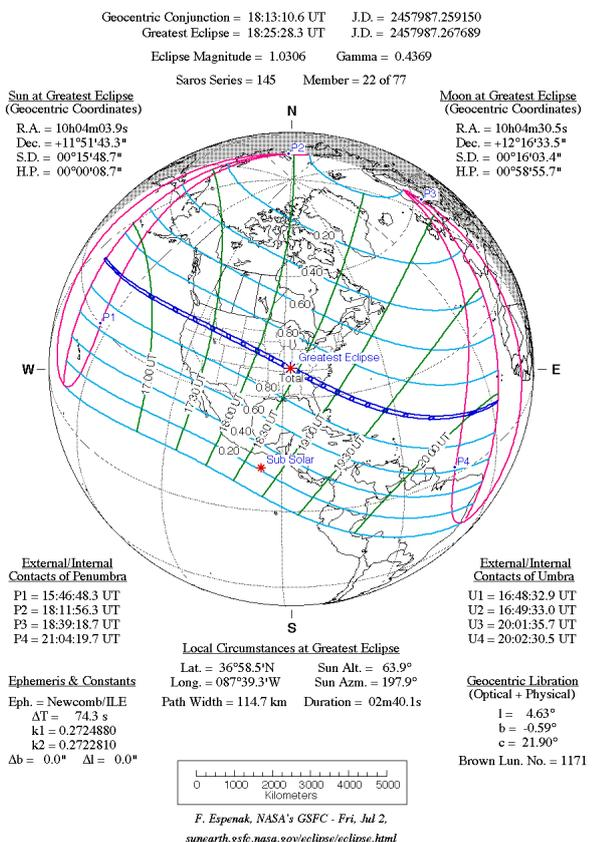 Geocentric Conjunction = 18:13:10.6 UT J.D. = 2457987.259150
Greatest Eclipse = 18:25:28.3 UT J.D. = 2457987.267689
Eclipse Magnitude = 1.0306 Gamma = 0.4369
Saros Series = 145 Member = 22 of 77
Sun at Greatest Eclipse
(Geocentric Coordinates)
R.A. = 10h04m03.9s
Dec. = +11°51'43.3"
S.D. = 00°15'48.7"
H.P. = 00°00'08.7"
Moon at Greatest Eclipse
(Geocentric Coordinates)
R.A. = 10h04m30.5s
Dec. = +12°16'33.5"
S.D. = 00°16'03.4"
H.P. = 00°58'55.7"
N
P2
P3
0.20
0.40
0.60
P1
0.80
Greatest Eclipse
W
E
Total
0.80
0.60
0.40
0.20
17:00 UT
17:30 UT
18:00 UT
18:30 UT
19:00 UT
19:30 UT
20:00 UT
Sub Solar
P4
S
External/Internal
Contacts of Penumbra
P1 = 15:46:48.3 UT
P2 = 18:11:56.3 UT
P3 = 18:39:18.7 UT
P4 = 21:04:19.7 UT
External/Internal
Contacts of Umbra
U1 = 16:48:32.9 UT
U2 = 16:49:33.0 UT
U3 = 20:01:35.7 UT
U4 = 20:02:30.5 UT
Local Circumstances at Greatest Eclipse
Lat. = 36°58.5'N Sun Alt. = 63.9°
Long. = 087°39.3'W Sun Azm. = 197.9°
Path Width = 114.7 km Duration = 02m40.1s
Ephemeris & Constants
Eph. = Newcomb/ILE
ΔT = 74.3 s
k1 = 0.2724880
k2 = 0.2722810
Δb = 0.0" Δl = 0.0"
Geocentric Libration
(Optical + Physical)
l = 4.63°
b = -0.59°
c = 21.90°
Brown Lun. No. = 1171
0 1000 2000 3000 4000 5000
Kilometers
F. Espenak, NASA's GSFC - Fri, Jul 2,
sunearth.gsfc.nasa.gov/eclipse/eclipse.html